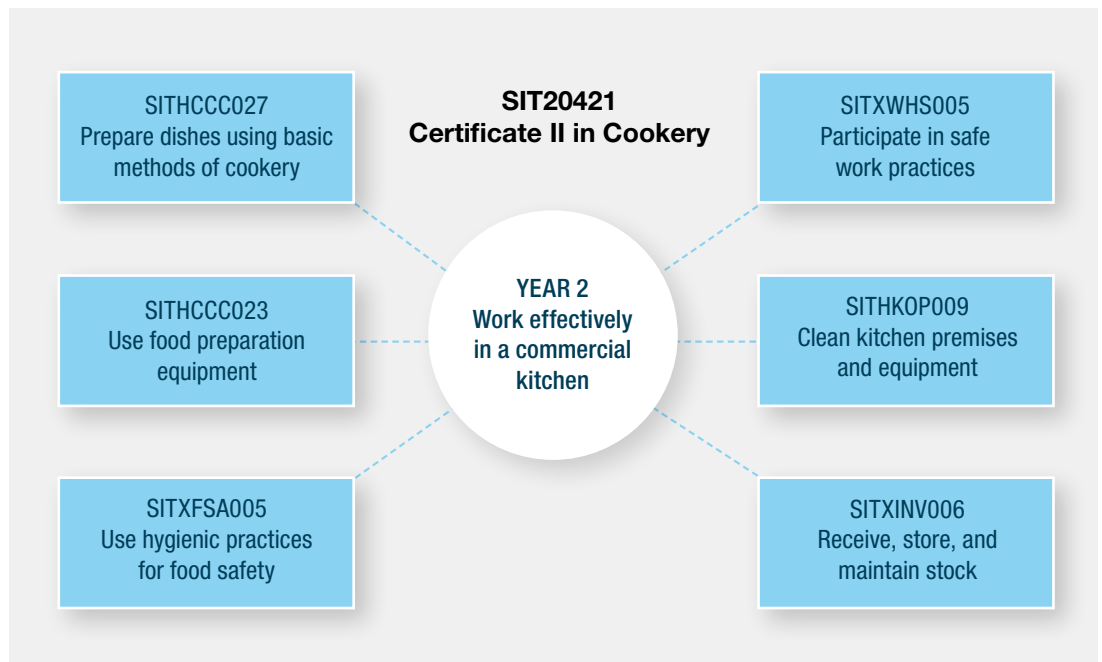 SIT20421
Certificate II in Cookery
SITHCCC027
Prepare dishes using basic
methods of cookery
SITXWHS005
Participate in safe
work practices
SITHCCC023
Use food preparation
equipment
YEAR 2
Work effectively
in a commercial
kitchen
SITHKOP009
Clean kitchen premises
and equipment
SITXFSA005
Use hygienic practices
for food safety
SITXINV006
Receive, store, and
maintain stock